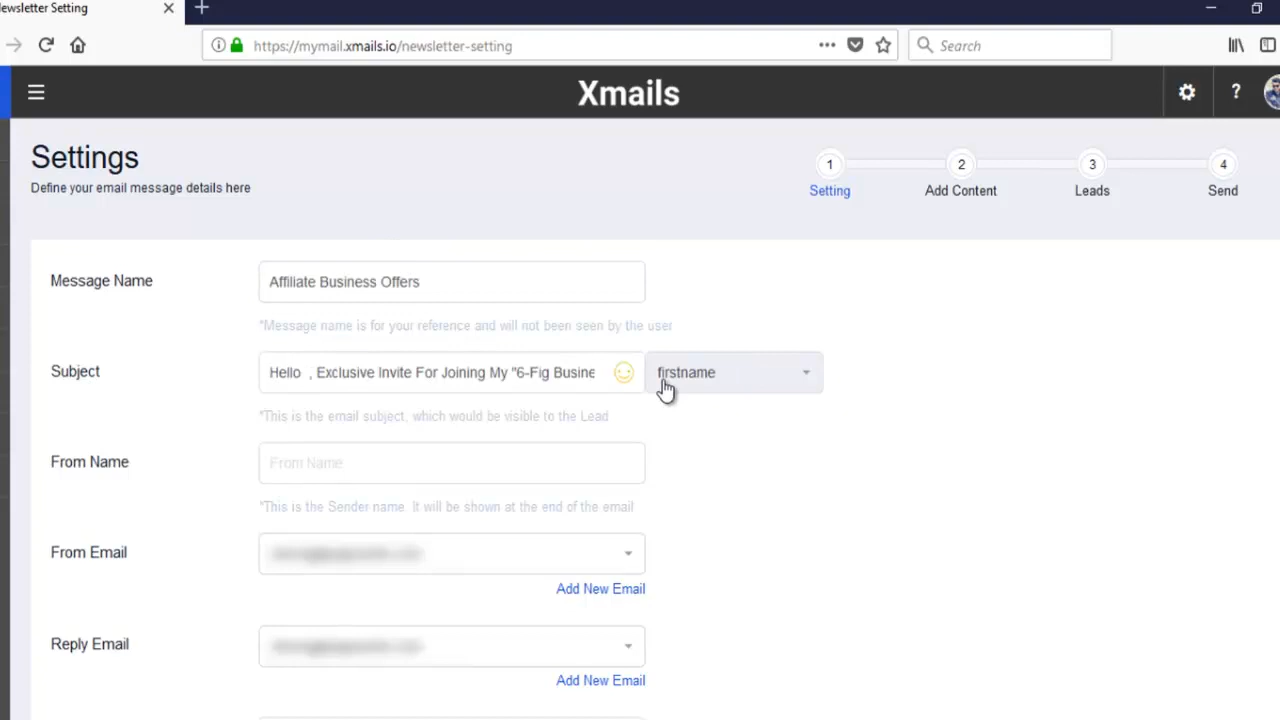 ewsletter Setting
https://mymail.xmails.io/newsletter-setting
Search
Xmails
?
Settings
Define your email message details here
1
2
3
4
Setting
Add Content
Leads
Send
Message Name
Affiliate Business Offers
*Message name is for your reference and will not been seen by the user
Subject
Hello , Exclusive Invite For Joining My "6-Fig Busine
firstname
*This is the email subject, which would be visible to the Lead
From Name
From Name
*This is the Sender name. It will be shown at the end of the email
From Email
Add New Email
Reply Email
Add New Email